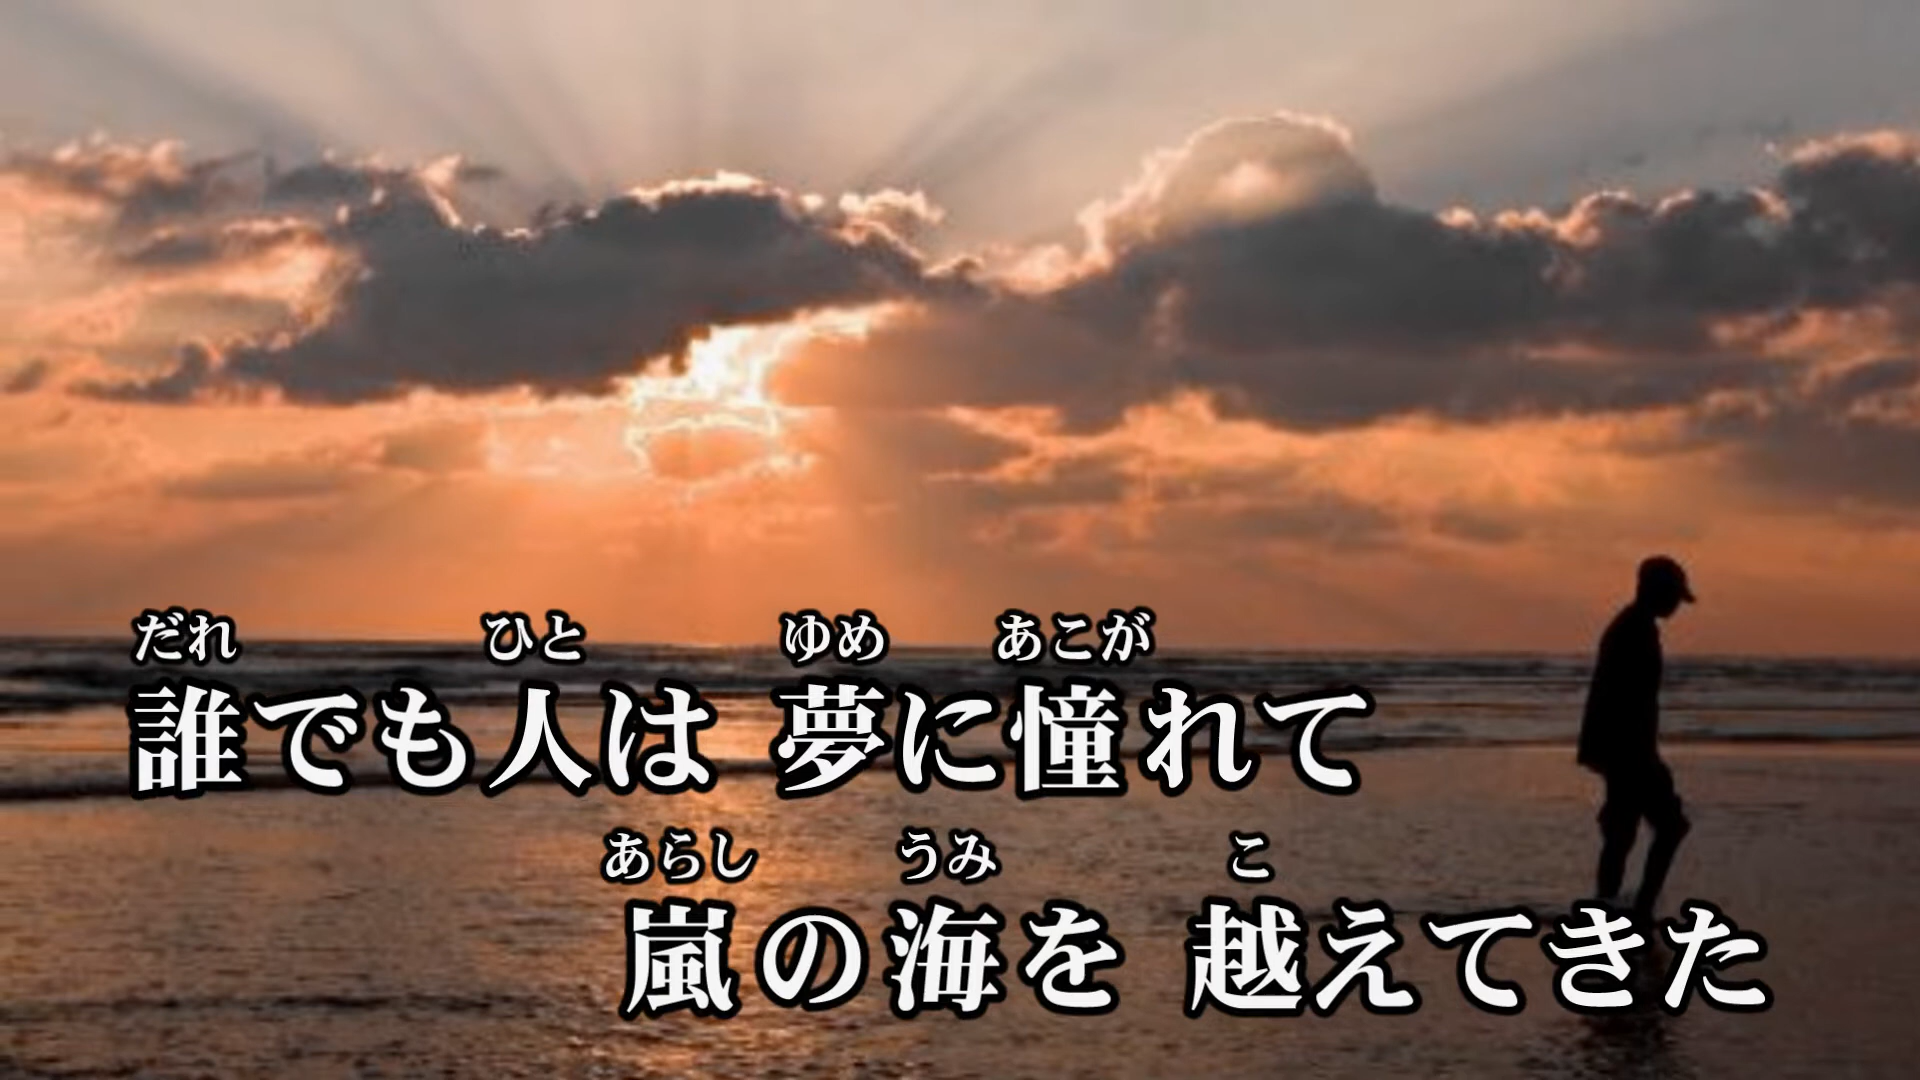 だれ ひと ゆめ あこが
誰でも人は 夢に憧れて
あらし うみ こ
嵐の海を 越えてきた